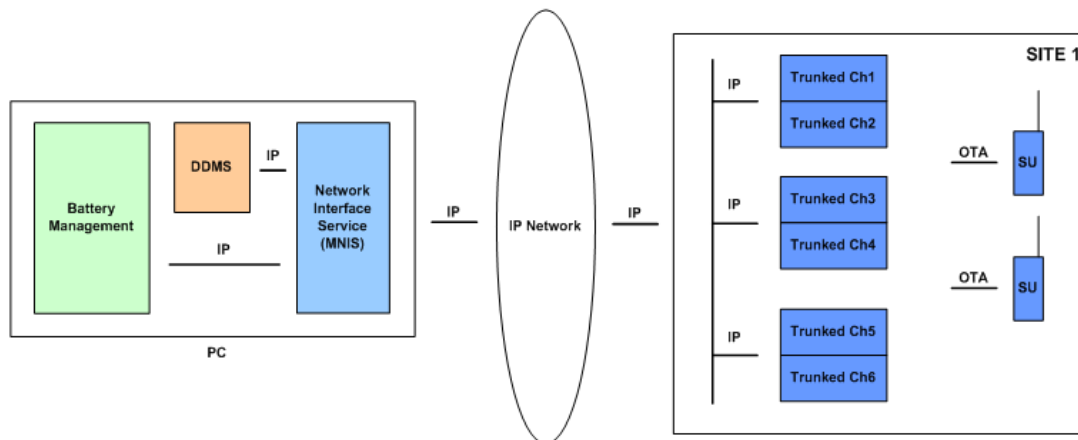 Battery
Management
DDMS
IP
Network
Interface
Service
(MNIS)
IP
PC
IP
IP Network
IP
SITE 1
IP
Trunked Ch1
Trunked Ch2
IP
Trunked Ch3
Trunked Ch4
IP
Trunked Ch5
Trunked Ch6
OTA
SU
OTA
SU